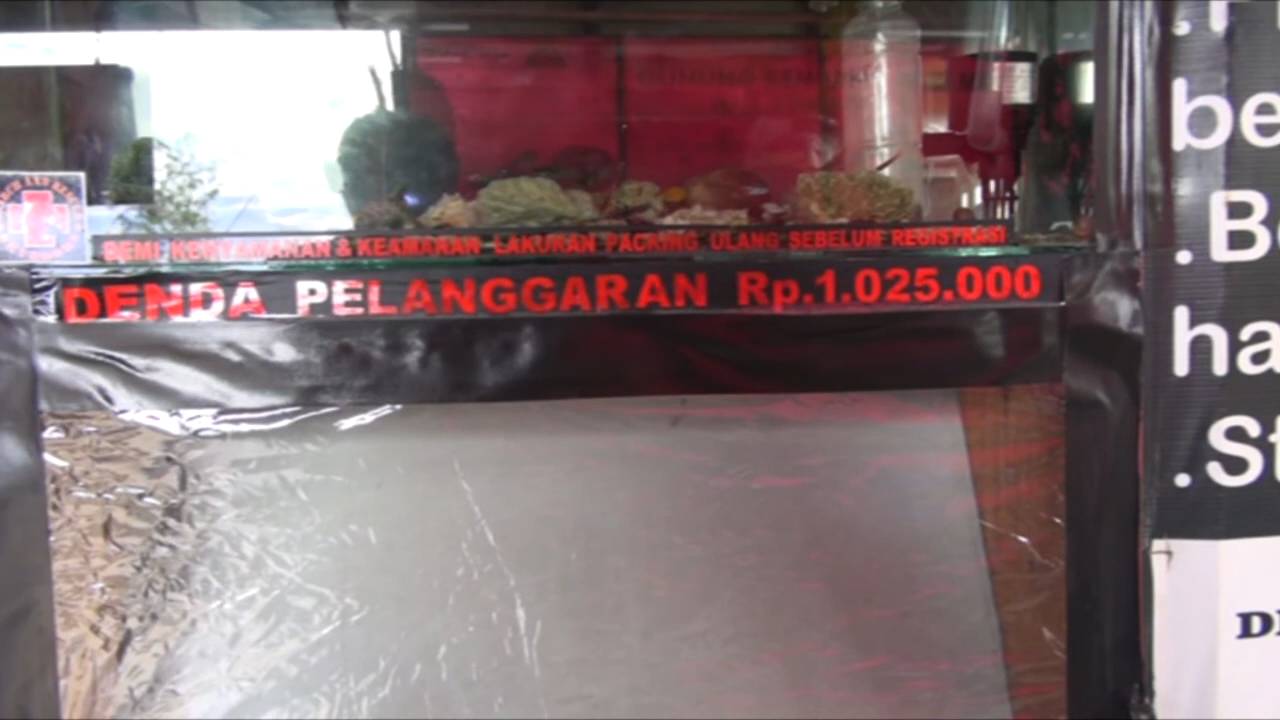 DEMI KENYAMANAN & KEAMANAN LAKUKAN PACKING ULANG SEBELUM REGISTRASI
DENDA PELANGGARAN Rp.1.025.000
be
.B
ha
.St